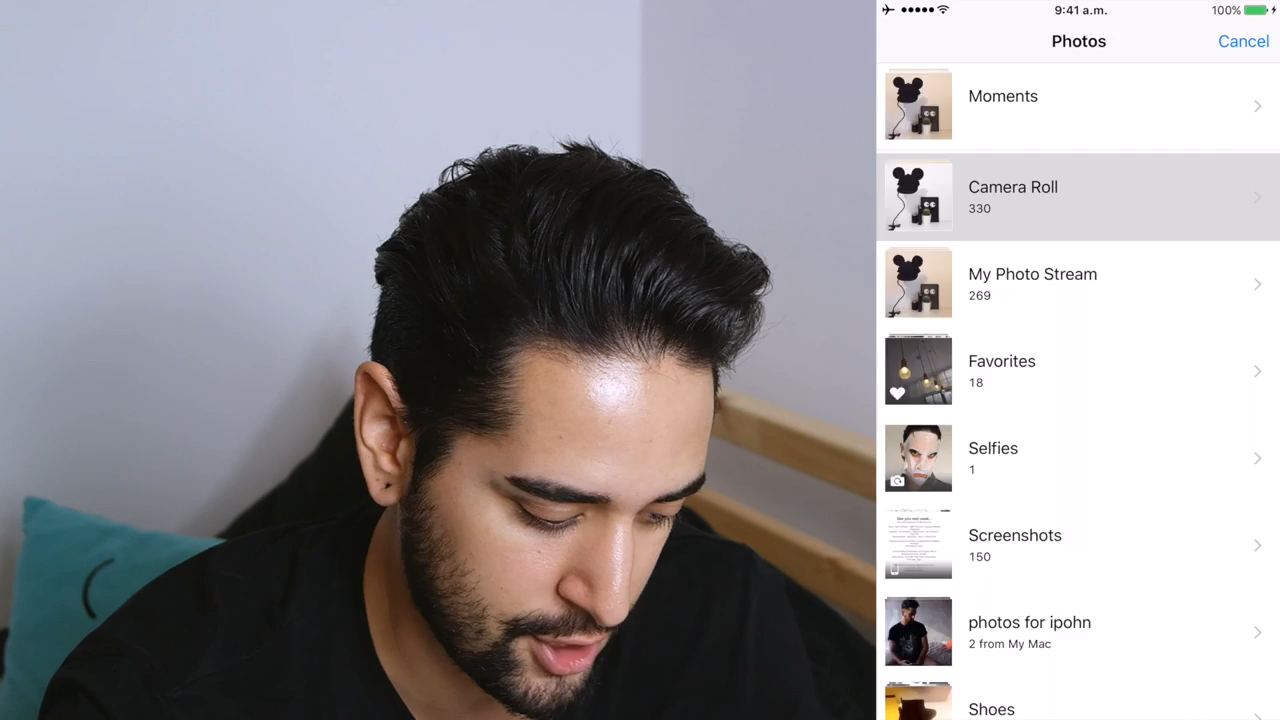 9:41 a.m.
100%
Photos
Cancel
Moments
Camera Roll
330
My Photo Stream
269
Favorites
18
Selfies
1
Screenshots
150
photos for ipohn
2 from My Mac
Shoes